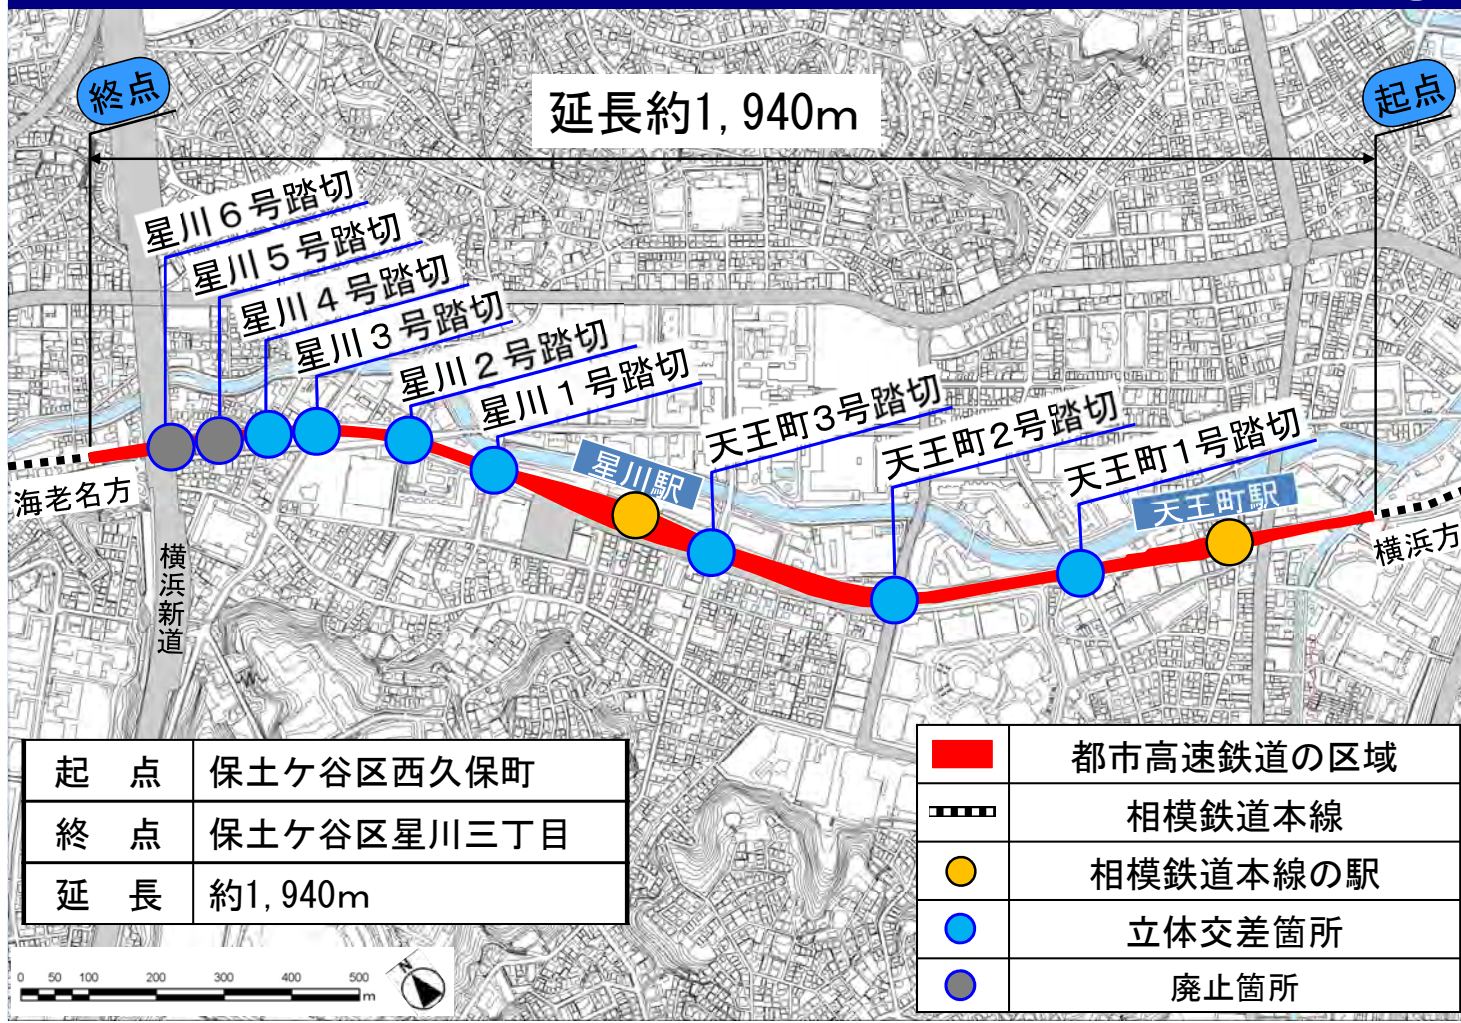 終点
起点
延長約1,940m
星川６号踏切
星川５号踏切
星川４号踏切
星川３号踏切
星川２号踏切
星川１号踏切
天王町3号踏切
天王町2号踏切
天王町1号踏切
星川駅
天王町駅
海老名方
横浜方
横浜新道
起　点　保土ケ谷区西久保町
終　点　保土ケ谷区星川三丁目
延　長　約1,940m
都市高速鉄道の区域
相模鉄道本線
相模鉄道本線の駅
立体交差箇所
廃止箇所
0 50 100 200 300 400 500
m
N